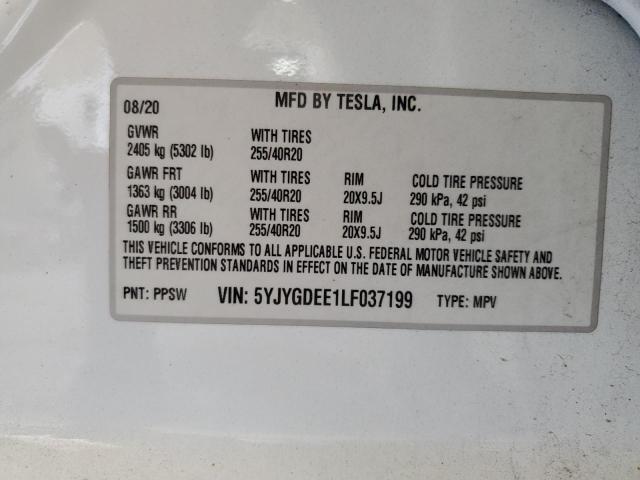 08/20 MFD BY TESLA, INC.
GVWR WITH TIRES
2405 kg (5302 lb) 255/40R20
GAWR FRT WITH TIRES RIM COLD TIRE PRESSURE
1363 kg (3004 lb) 255/40R20 20X9.5J 290 kPa, 42 psi
GAWR RR WITH TIRES RIM COLD TIRE PRESSURE
1500 kg (3306 lb) 255/40R20 20X9.5J 290 kPa, 42 psi
THIS VEHICLE CONFORMS TO ALL APPLICABLE U.S. FEDERAL MOTOR VEHICLE SAFETY AND
THEFT PREVENTION STANDARDS IN EFFECT ON THE DATE OF MANUFACTURE SHOWN ABOVE.
PNT: PPSW VIN: 5YJYGDEE1LF037199 TYPE: MPV